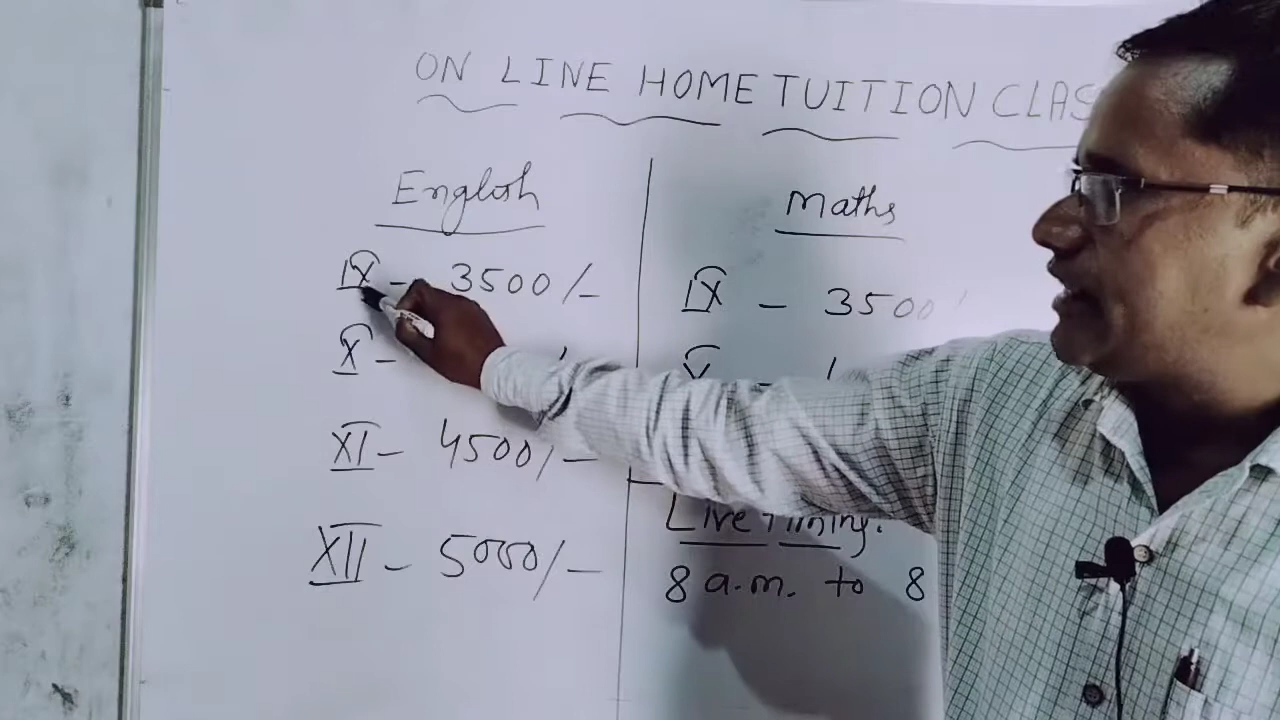 ON LINE HOME TUITION CLAS
English
IX - 3500/-
X -
XI - 4500/-
XII - 5000/-
Maths
IX - 3500
Live Timing.
8 a.m. to 8